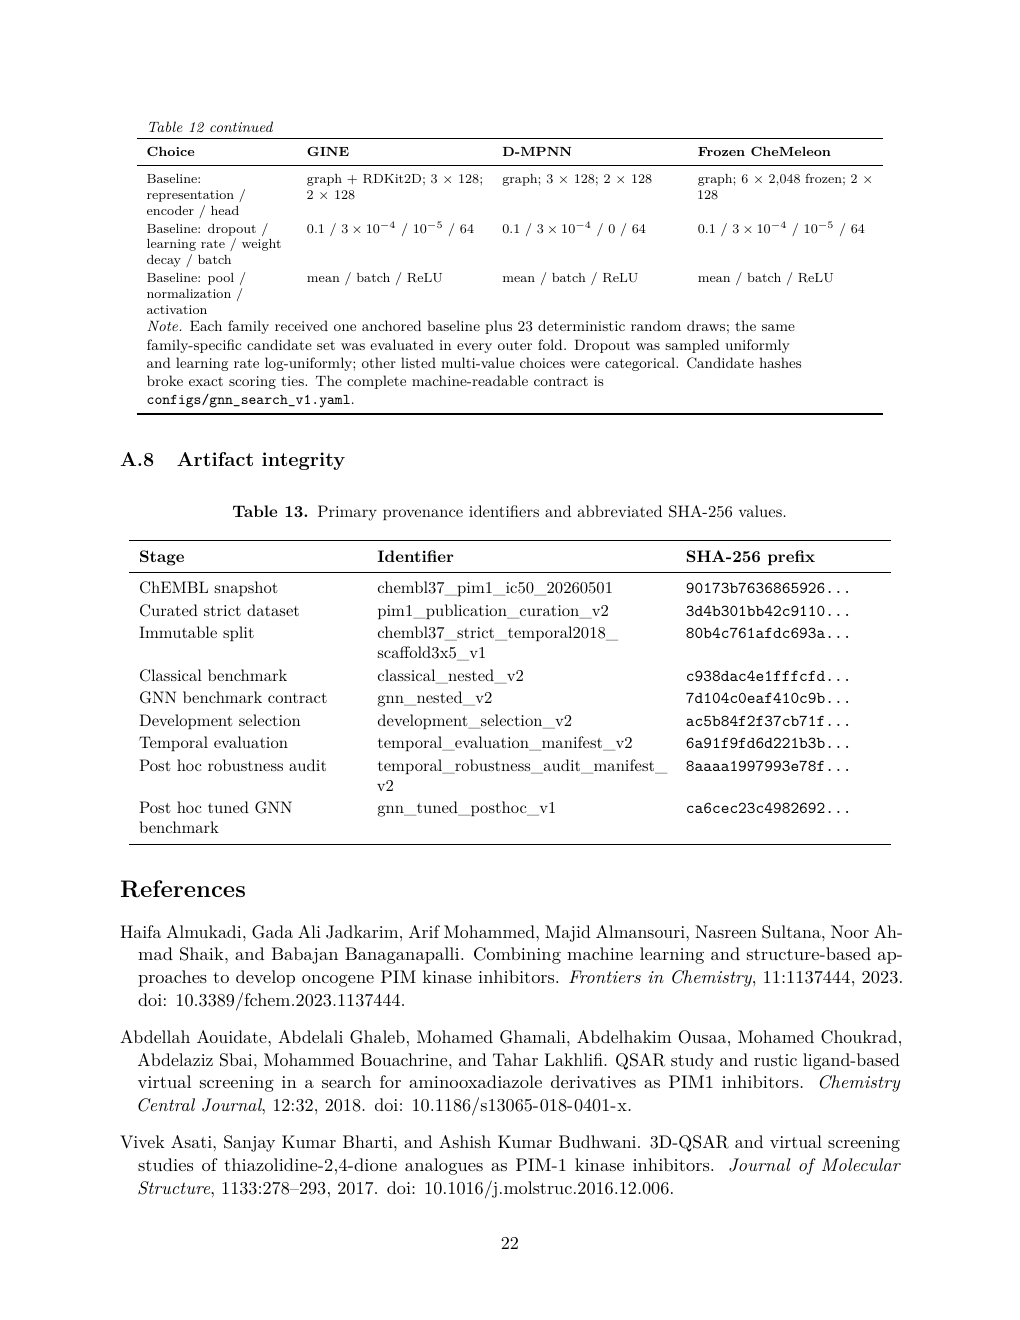 Table 12 continued
Choice GINE D-MPNN Frozen CheMeleon
Baseline: graph + RDKit2D; 3 × 128; graph; 3 × 128; 2 × 128 graph; 6 × 2,048 frozen; 2 ×
representation / 2 × 128 128
encoder / head
Baseline: dropout / 0.1 / 3 × 10⁻⁴ / 10⁻⁵ / 64 0.1 / 3 × 10⁻⁴ / 0 / 64 0.1 / 3 × 10⁻⁴ / 10⁻⁵ / 64
learning rate / weight
decay / batch
Baseline: pool / mean / batch / ReLU mean / batch / ReLU mean / batch / ReLU
normalization /
activation
Note. Each family received one anchored baseline plus 23 deterministic random draws; the same
family-specific candidate set was evaluated in every outer fold. Dropout was sampled uniformly
and learning rate log-uniformly; other listed multi-value choices were categorical. Candidate hashes
broke exact scoring ties. The complete machine-readable contract is
configs/gnn_search_v1.yaml.
A.8 Artifact integrity
Table 13. Primary provenance identifiers and abbreviated SHA-256 values.
Stage Identifier SHA-256 prefix
ChEMBL snapshot chembl37_pim1_ic50_20260501 90173b7636865926...
Curated strict dataset pim1_publication_curation_v2 3d4b301bb42c9110...
Immutable split chembl37_strict_temporal2018_ 80b4c761afdc693a...
scaffold3x5_v1
Classical benchmark classical_nested_v2 c938dac4e1fffcfd...
GNN benchmark contract gnn_nested_v2 7d104c0eaf410c9b...
Development selection development_selection_v2 ac5b84f2f37cb71f...
Temporal evaluation temporal_evaluation_manifest_v2 6a91f9fd6d221b3b...
Post hoc robustness audit temporal_robustness_audit_manifest_ 8aaaa1997993e78f...
v2
Post hoc tuned GNN gnn_tuned_posthoc_v1 ca6cec23c4982692...
benchmark
References
Haifa Almukadi, Gada Ali Jadkarim, Arif Mohammed, Majid Almansouri, Nasreen Sultana, Noor Ah-
mad Shaik, and Babajan Banaganapalli. Combining machine learning and structure-based ap-
proaches to develop oncogene PIM kinase inhibitors. Frontiers in Chemistry, 11:1137444, 2023.
doi: 10.3389/fchem.2023.1137444.
Abdellah Aouidate, Abdelali Ghaleb, Mohamed Ghamali, Abdelhakim Ousaa, Mohamed Choukrad,
Abdelaziz Sbai, Mohammed Bouachrine, and Tahar Lakhlifi. QSAR study and rustic ligand-based
virtual screening in a search for aminooxadiazole derivatives as PIM1 inhibitors. Chemistry
Central Journal, 12:32, 2018. doi: 10.1186/s13065-018-0401-x.
Vivek Asati, Sanjay Kumar Bharti, and Ashish Kumar Budhwani. 3D-QSAR and virtual screening
studies of thiazolidine-2,4-dione analogues as PIM-1 kinase inhibitors. Journal of Molecular
Structure, 1133:278–293, 2017. doi: 10.1016/j.molstruc.2016.12.006.
22